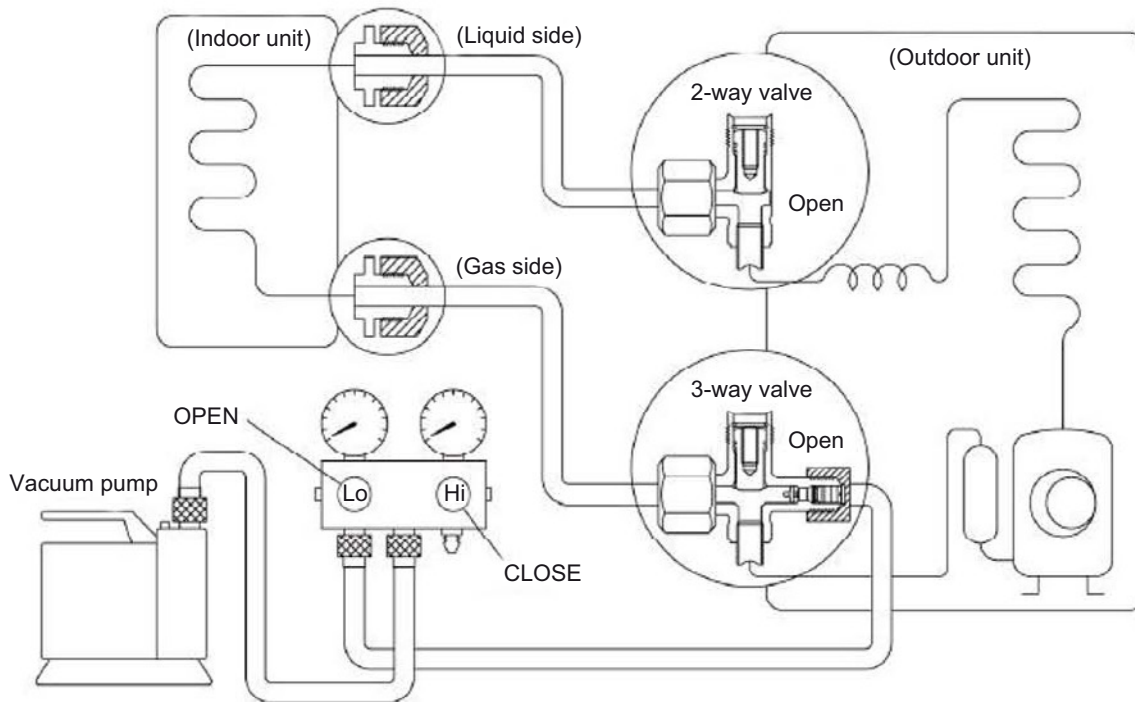 (Indoor unit)
(Liquid side)
(Outdoor unit)
2-way valve
Open
(Gas side)
3-way valve
Open
OPEN
Vacuum pump
Lo
Hi
CLOSE